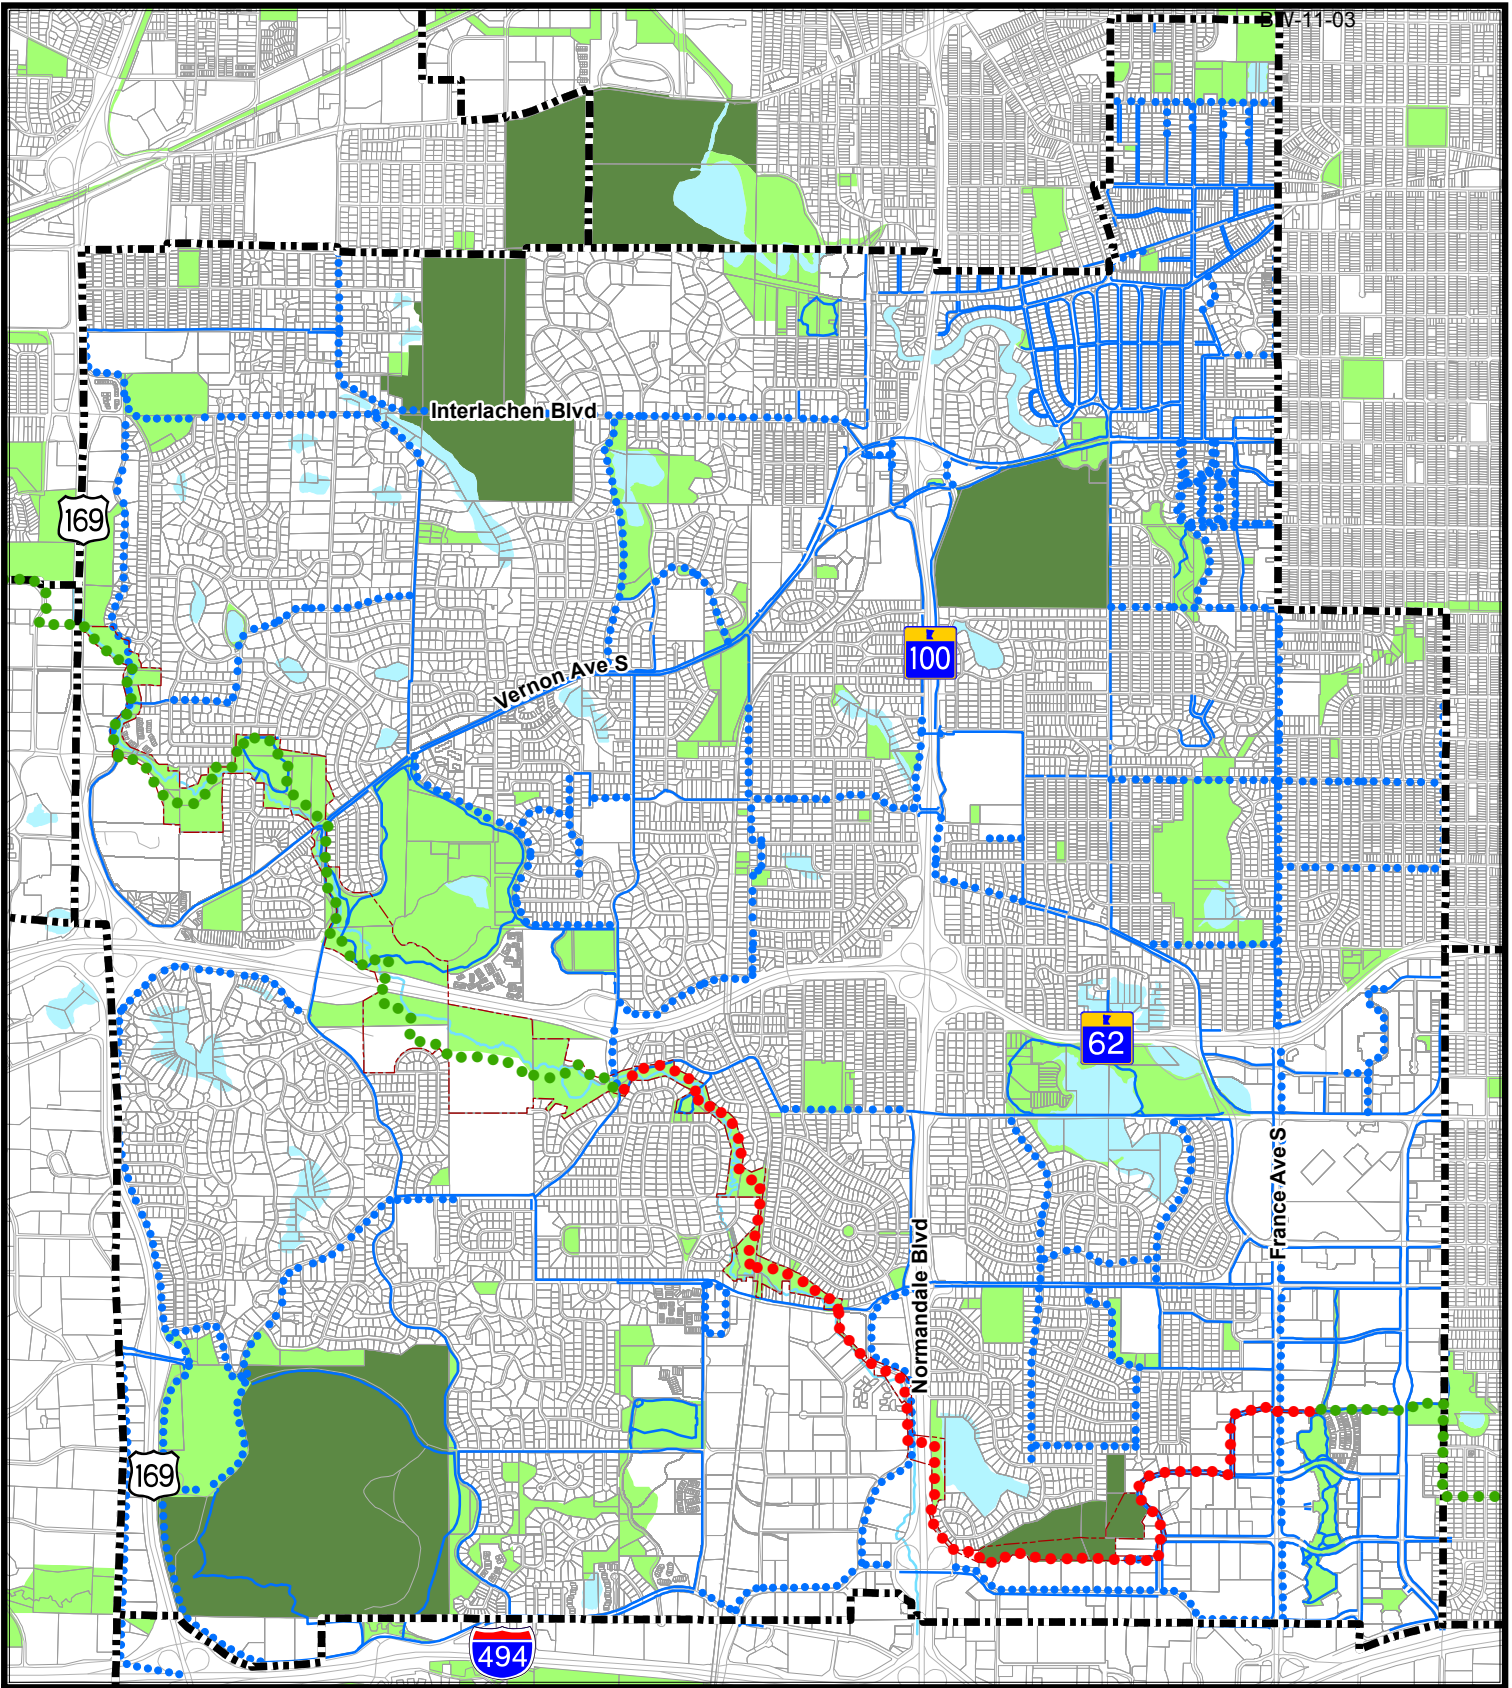 BW-11-03
Interlachen Blvd
169
Vernon Ave S
100
62
France Ave S
Normandale Blvd
169
494